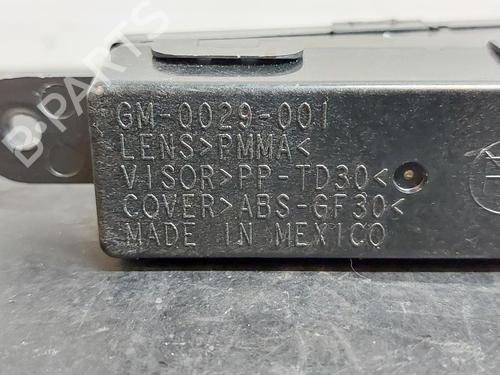 B-PARTS
GM-0029-001
LENS>PMMA<
VISOR>PP-TD30<
COVER>ABS-GF30<
MADE IN MEXICO